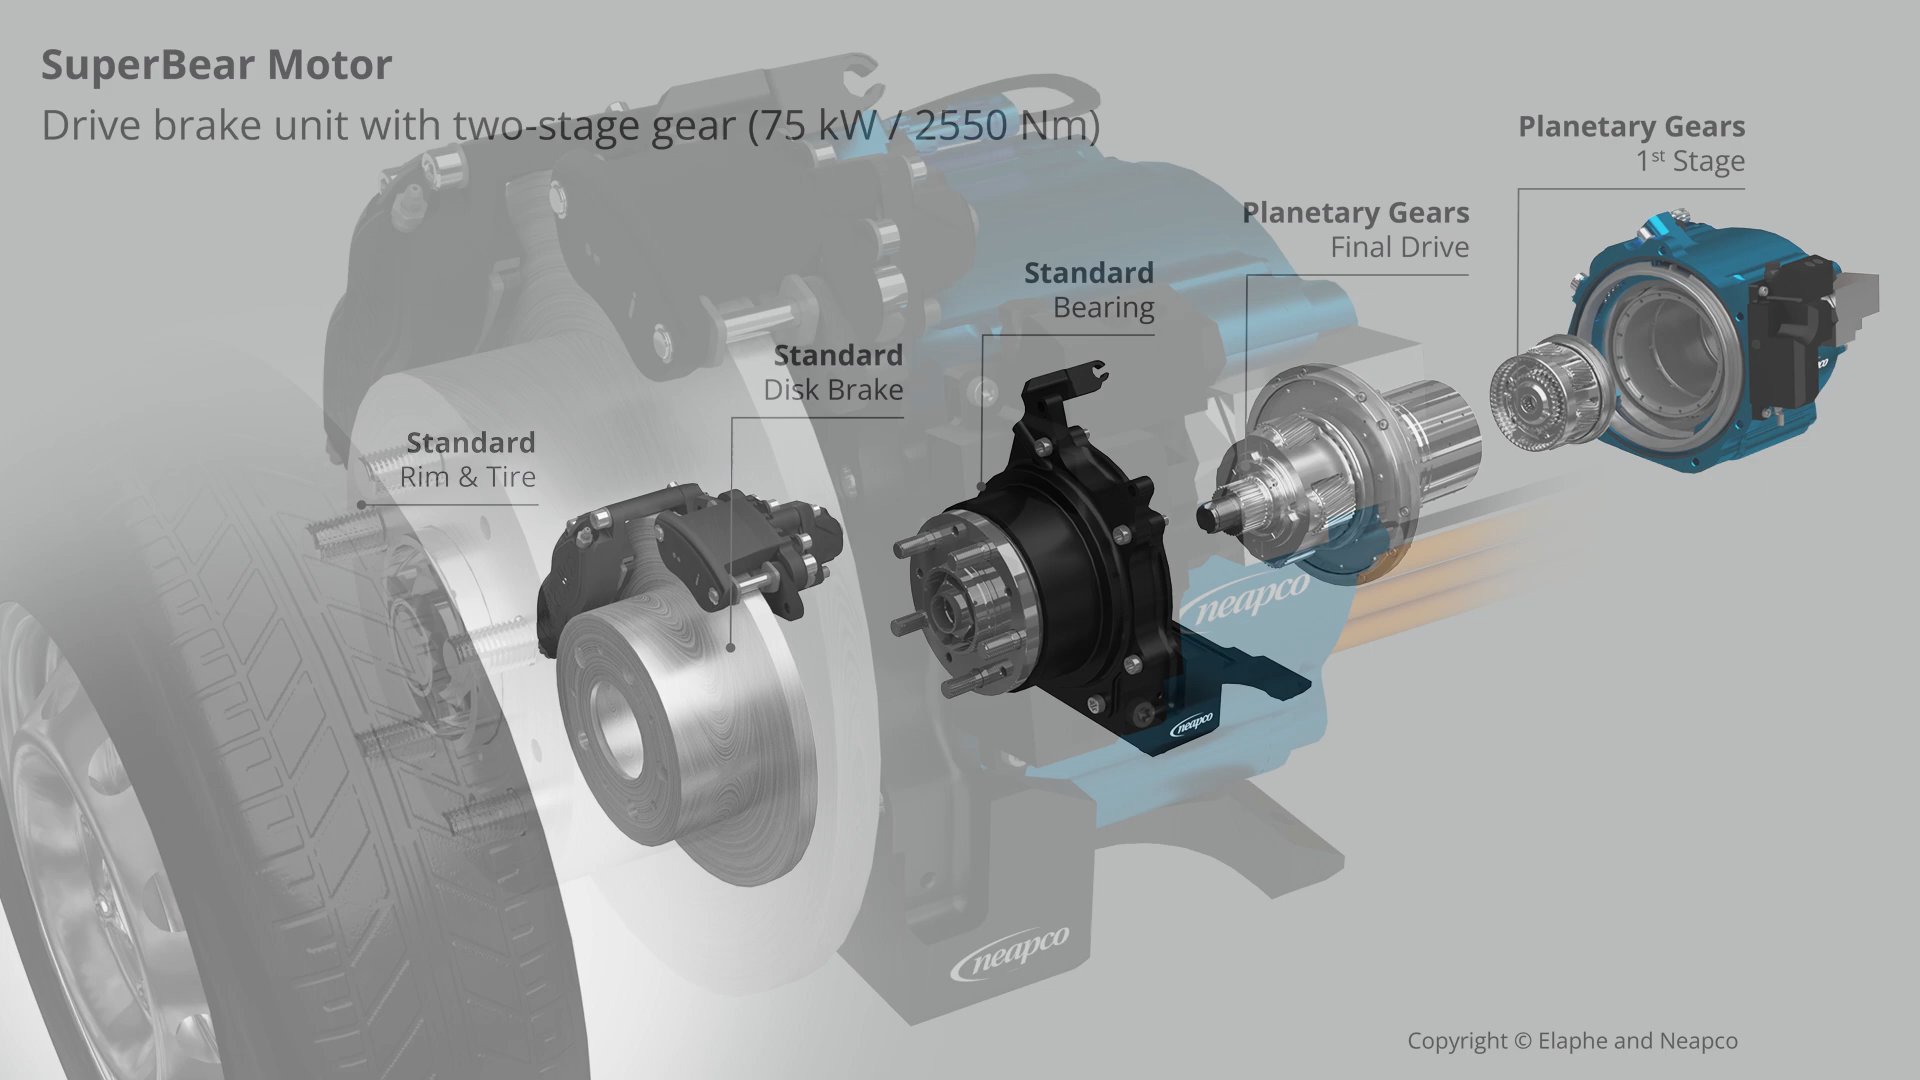 SuperBear Motor
Drive brake unit with two-stage gear (75 kW / 2550 Nm)
Planetary Gears
1st Stage
Planetary Gears
Final Drive
Standard
Bearing
Standard
Disk Brake
Standard
Rim & Tire
neapco
neapco
neapco
Copyright © Elaphe and Neapco